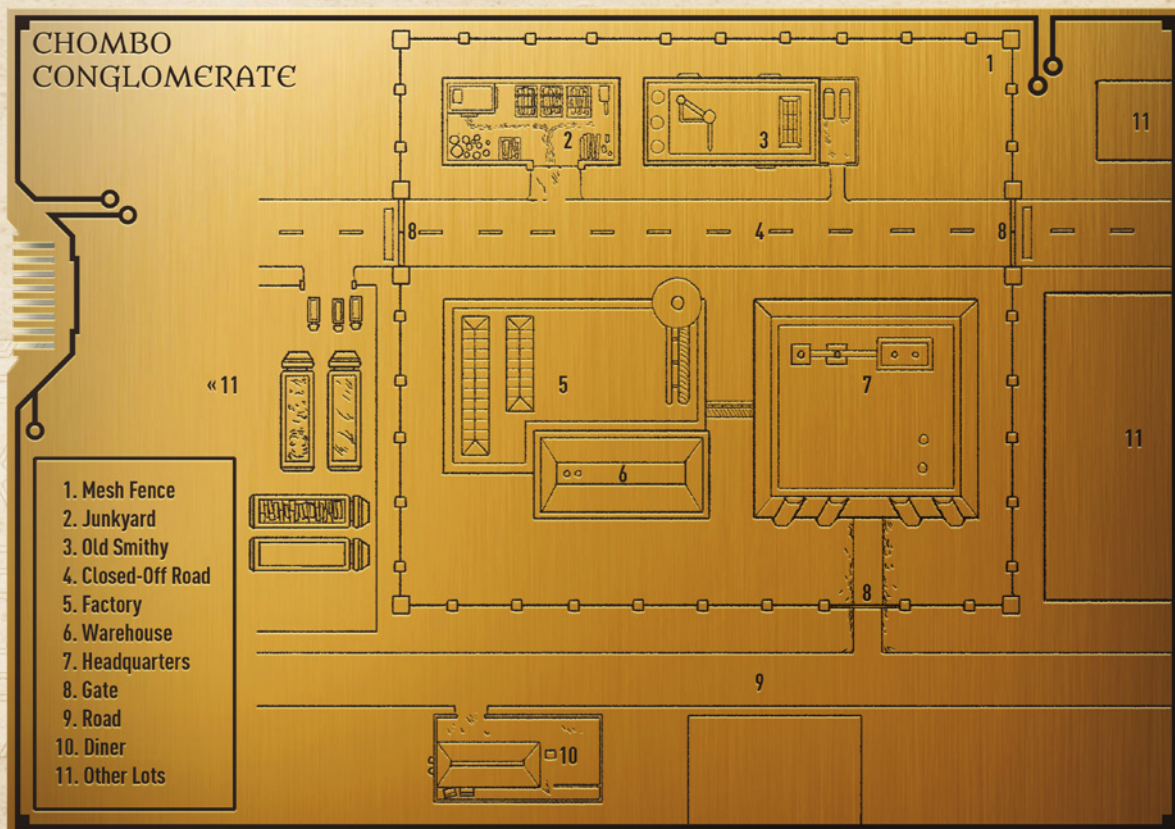 CHOMBO
CONGLOMERATE
1
11
2
3
8
4
8
« 11
5
7
6
11
8
9
10
1. Mesh Fence
2. Junkyard
3. Old Smithy
4. Closed-Off Road
5. Factory
6. Warehouse
7. Headquarters
8. Gate
9. Road
10. Diner
11. Other Lots